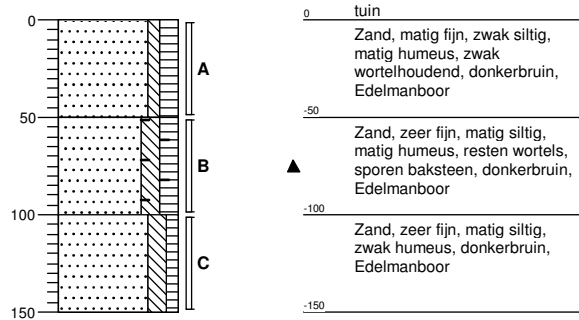 0
50
100
150
A
B
C
0
tuin
Zand, matig fijn, zwak siltig,
matig humeus, zwak
wortelhoudend, donkerbruin,
Edelmanboor
-50
Zand, zeer fijn, matig siltig,
matig humeus, resten wortels,
sporen baksteen, donkerbruin,
Edelmanboor
-100
Zand, zeer fijn, matig siltig,
zwak humeus, donkerbruin,
Edelmanboor
-150